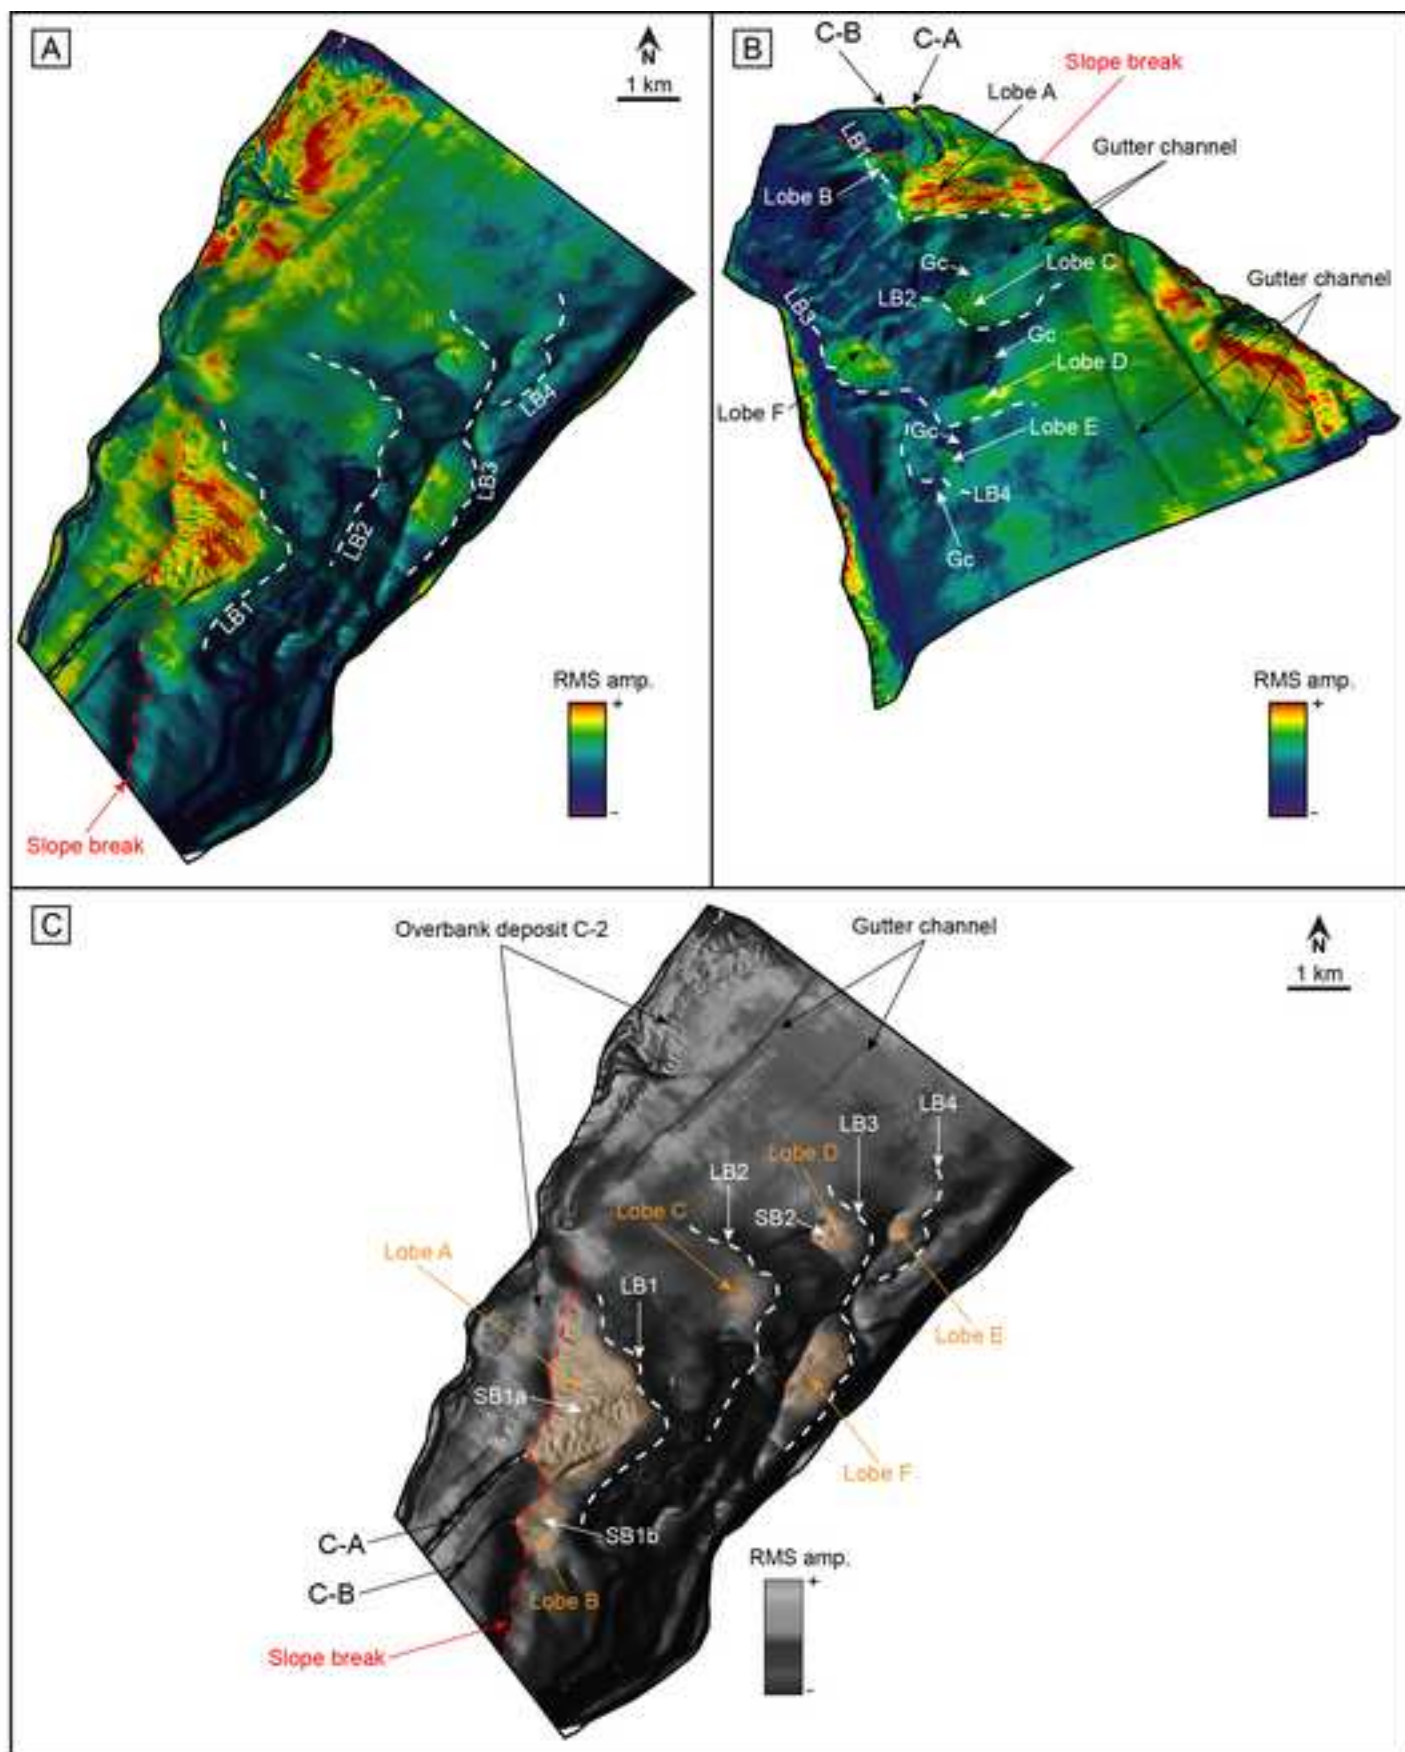 A
N
1 km
LB4
LB3
LB2
LB1
RMS amp.
+
-
Slope break
B
C-B
C-A
Slope break
Lobe A
Gutter channel
LB1
Lobe B
Gc
Lobe C
Gutter channel
LB2
LB3
Gc
Lobe D
Lobe F
Gc
Lobe E
LB4
Gc
RMS amp.
+
-
C
Overbank deposit C-2
Gutter channel
N
1 km
LB4
LB3
Lobe D
LB2
Lobe C
SB2
Lobe A
LB1
Lobe E
SB1a
Lobe F
C-A
SB1b
C-B
Lobe B
RMS amp.
+
-
Slope break